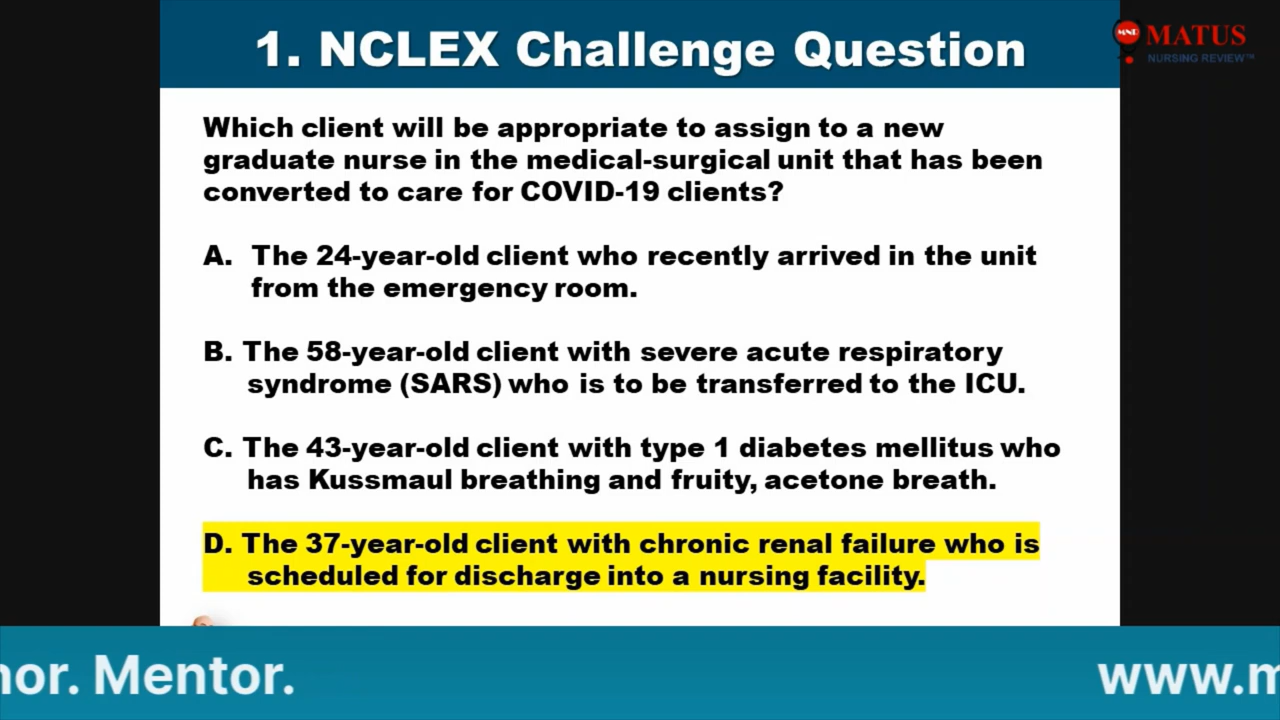 1. NCLEX Challenge Question
MNR
MATUS
NURSING REVIEW™
Which client will be appropriate to assign to a new
graduate nurse in the medical-surgical unit that has been
converted to care for COVID-19 clients?
A. The 24-year-old client who recently arrived in the unit
from the emergency room.
B. The 58-year-old client with severe acute respiratory
syndrome (SARS) who is to be transferred to the ICU.
C. The 43-year-old client with type 1 diabetes mellitus who
has Kussmaul breathing and fruity, acetone breath.
D. The 37-year-old client with chronic renal failure who is
scheduled for discharge into a nursing facility.
hor. Mentor.
www.m